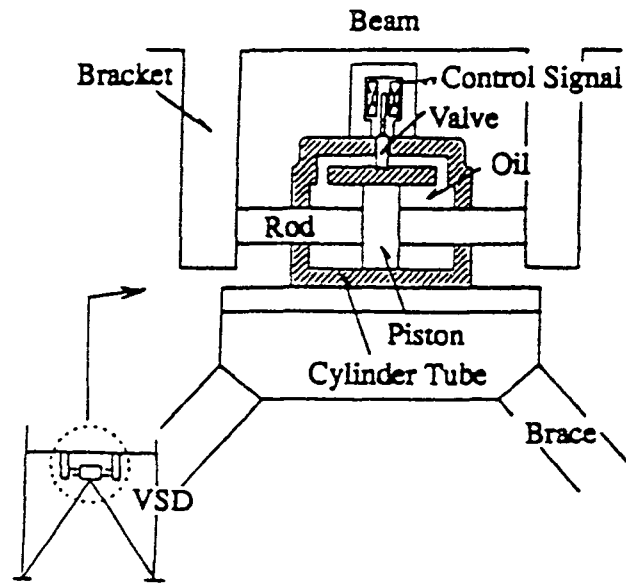 Beam
Bracket
Control Signal
Valve
Oil
Rod
Piston
Cylinder Tube
Brace
VSD